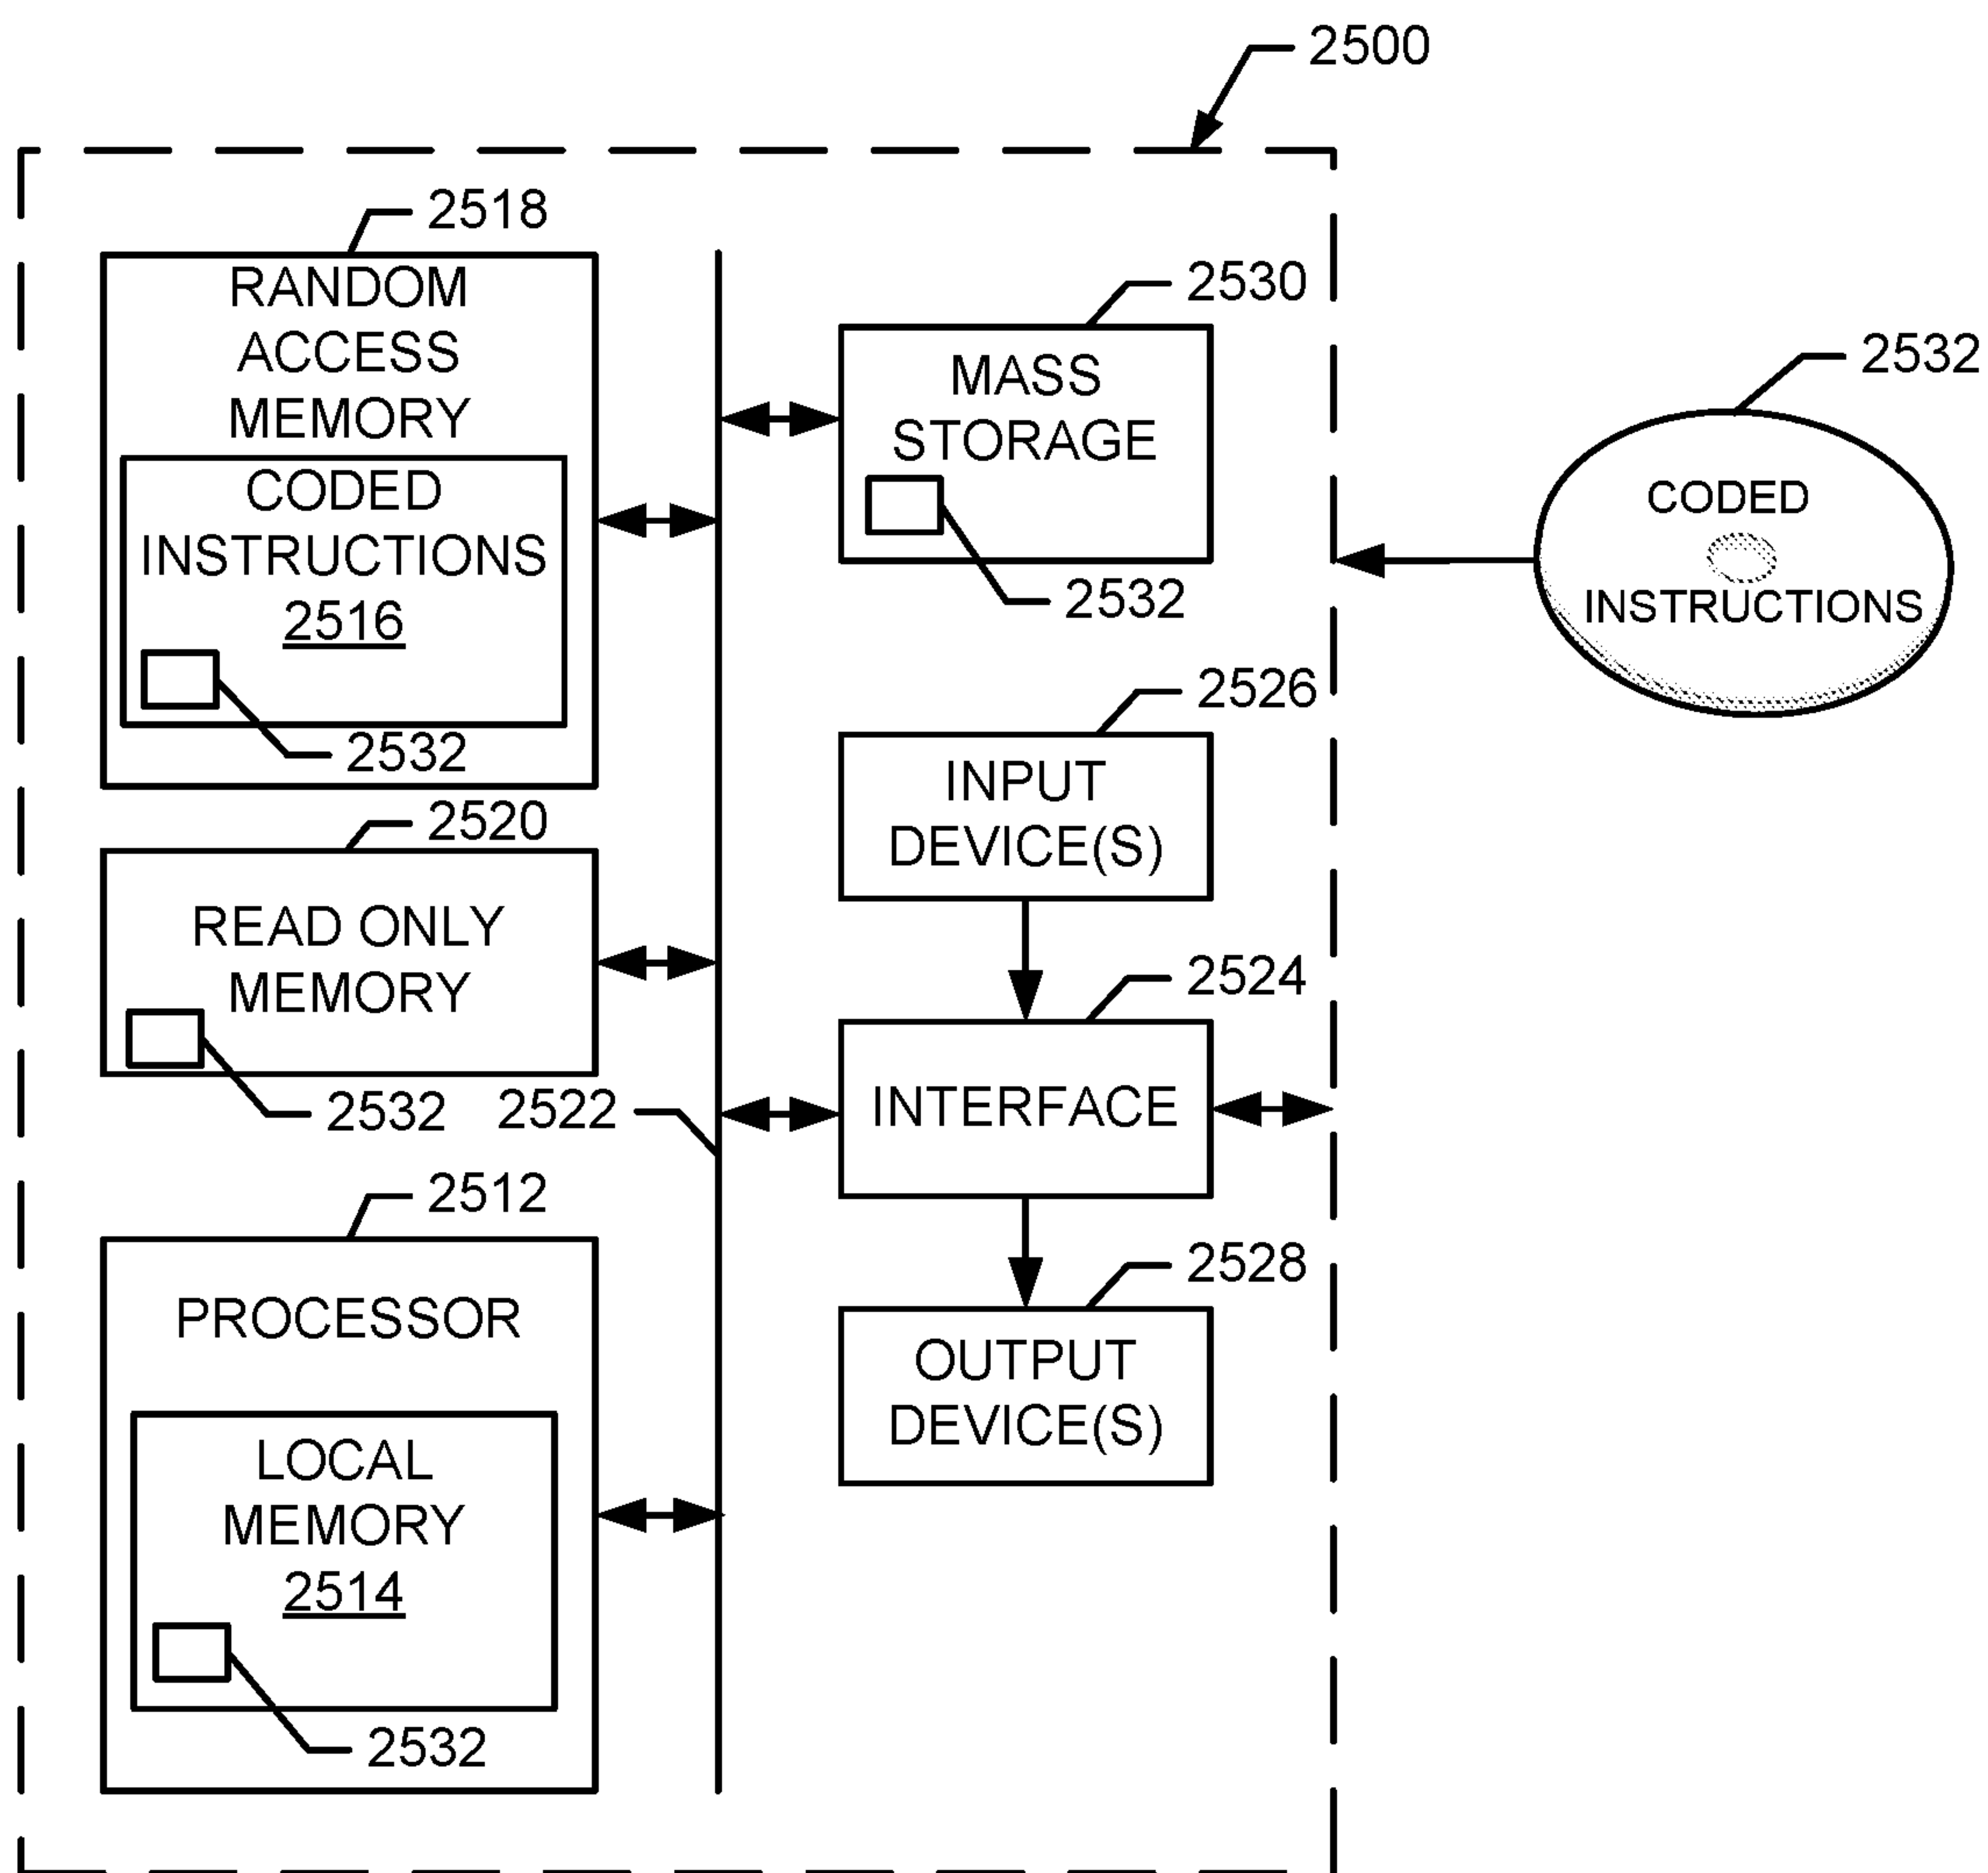 2500
2518
RANDOM
ACCESS
MEMORY
CODED
INSTRUCTIONS
2516
2532
2530
MASS
STORAGE
2532
2532
CODED
INSTRUCTIONS
2526
INPUT
DEVICE(S)
2520
READ ONLY
MEMORY
2532
2522
2524
INTERFACE
2512
PROCESSOR
LOCAL
MEMORY
2514
2532
2528
OUTPUT
DEVICE(S)